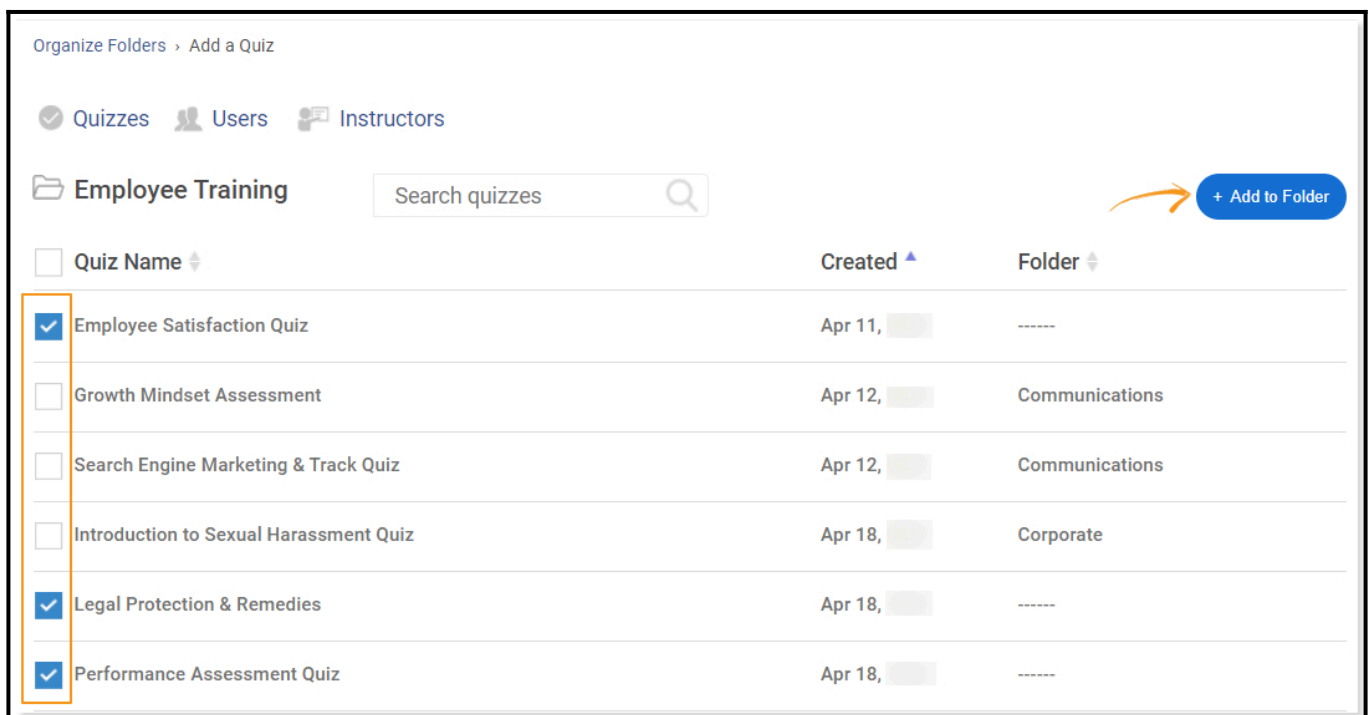 Organize Folders › Add a Quiz
Quizzes Users Instructors
Employee Training Search quizzes + Add to Folder
Quiz Name Created Folder
Employee Satisfaction Quiz Apr 11, ------
Growth Mindset Assessment Apr 12, Communications
Search Engine Marketing & Track Quiz Apr 12, Communications
Introduction to Sexual Harassment Quiz Apr 18, Corporate
Legal Protection & Remedies Apr 18, ------
Performance Assessment Quiz Apr 18, ------